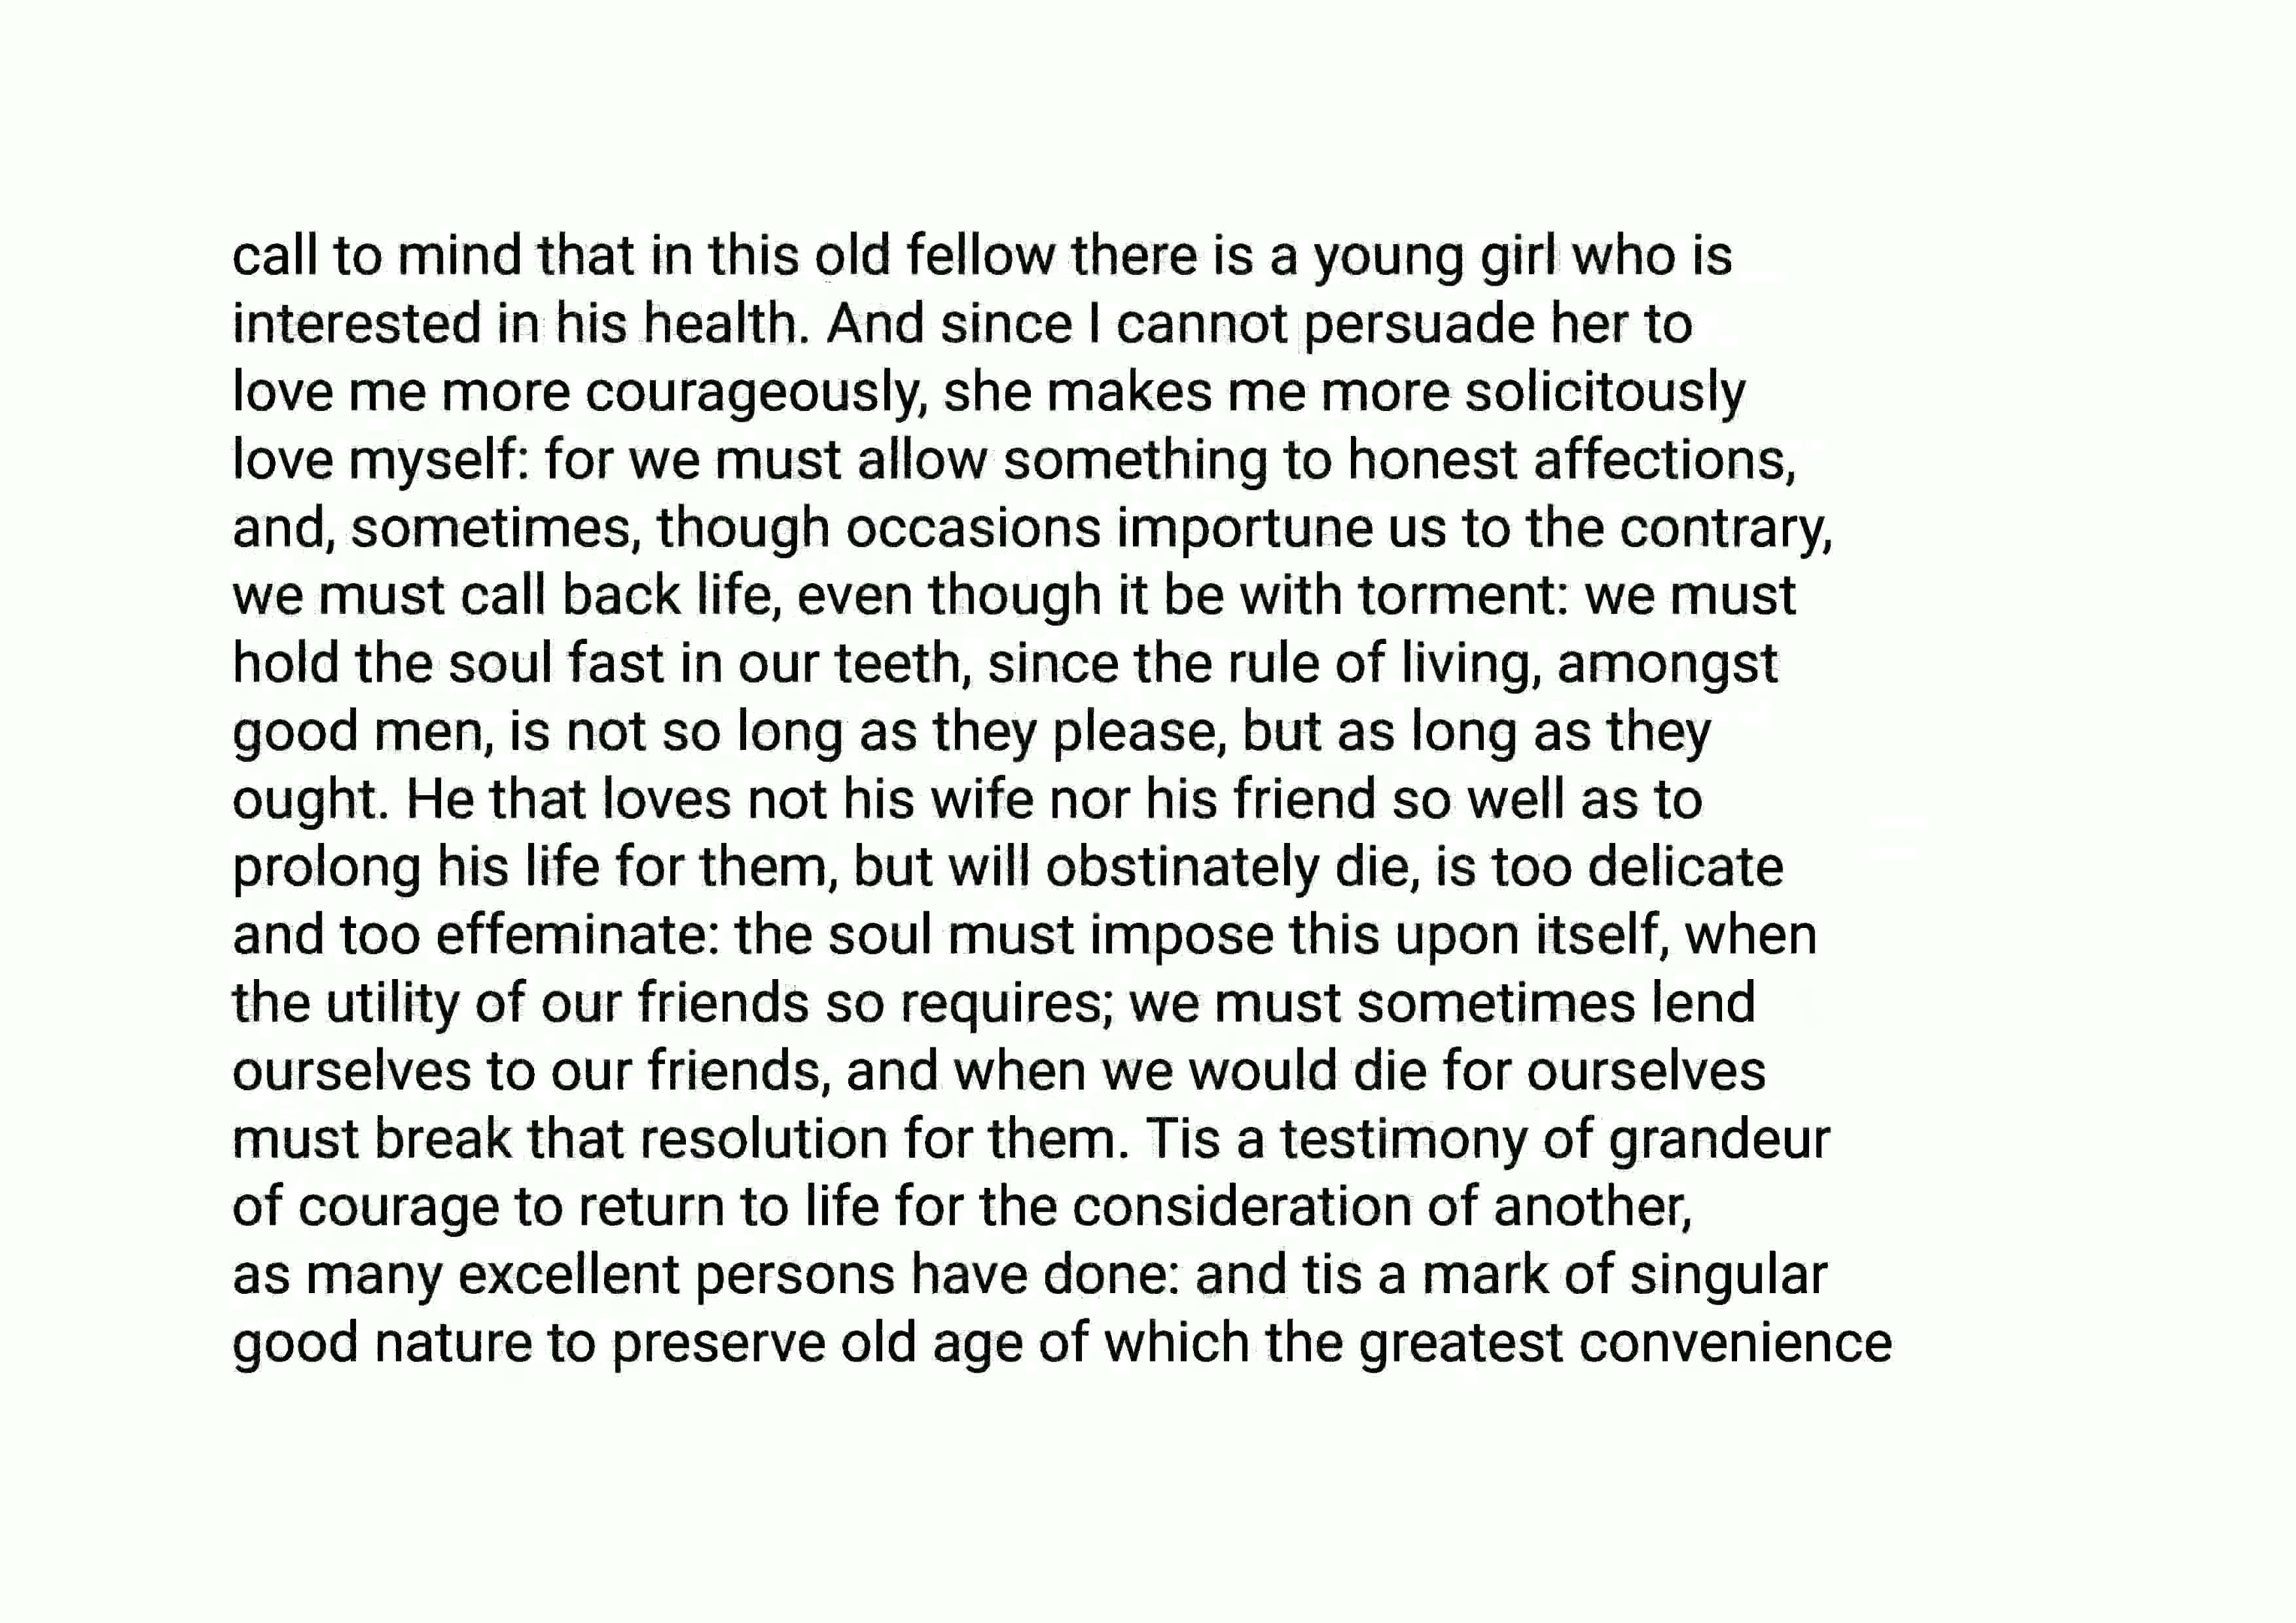 call to mind that in this old fellow there is a young girl who is
interested in his health. And since I cannot persuade her to
love me more courageously, she makes me more solicitously
love myself: for we must allow something to honest affections,
and, sometimes, though occasions importune us to the contrary,
we must call back life, even though it be with torment: we must
hold the soul fast in our teeth, since the rule of living, amongst
good men, is not so long as they please, but as long as they
ought. He that loves not his wife nor his friend so well as to
prolong his life for them, but will obstinately die, is too delicate
and too effeminate: the soul must impose this upon itself, when
the utility of our friends so requires; we must sometimes lend
ourselves to our friends, and when we would die for ourselves
must break that resolution for them. Tis a testimony of grandeur
of courage to return to life for the consideration of another,
as many excellent persons have done: and tis a mark of singular
good nature to preserve old age of which the greatest convenience